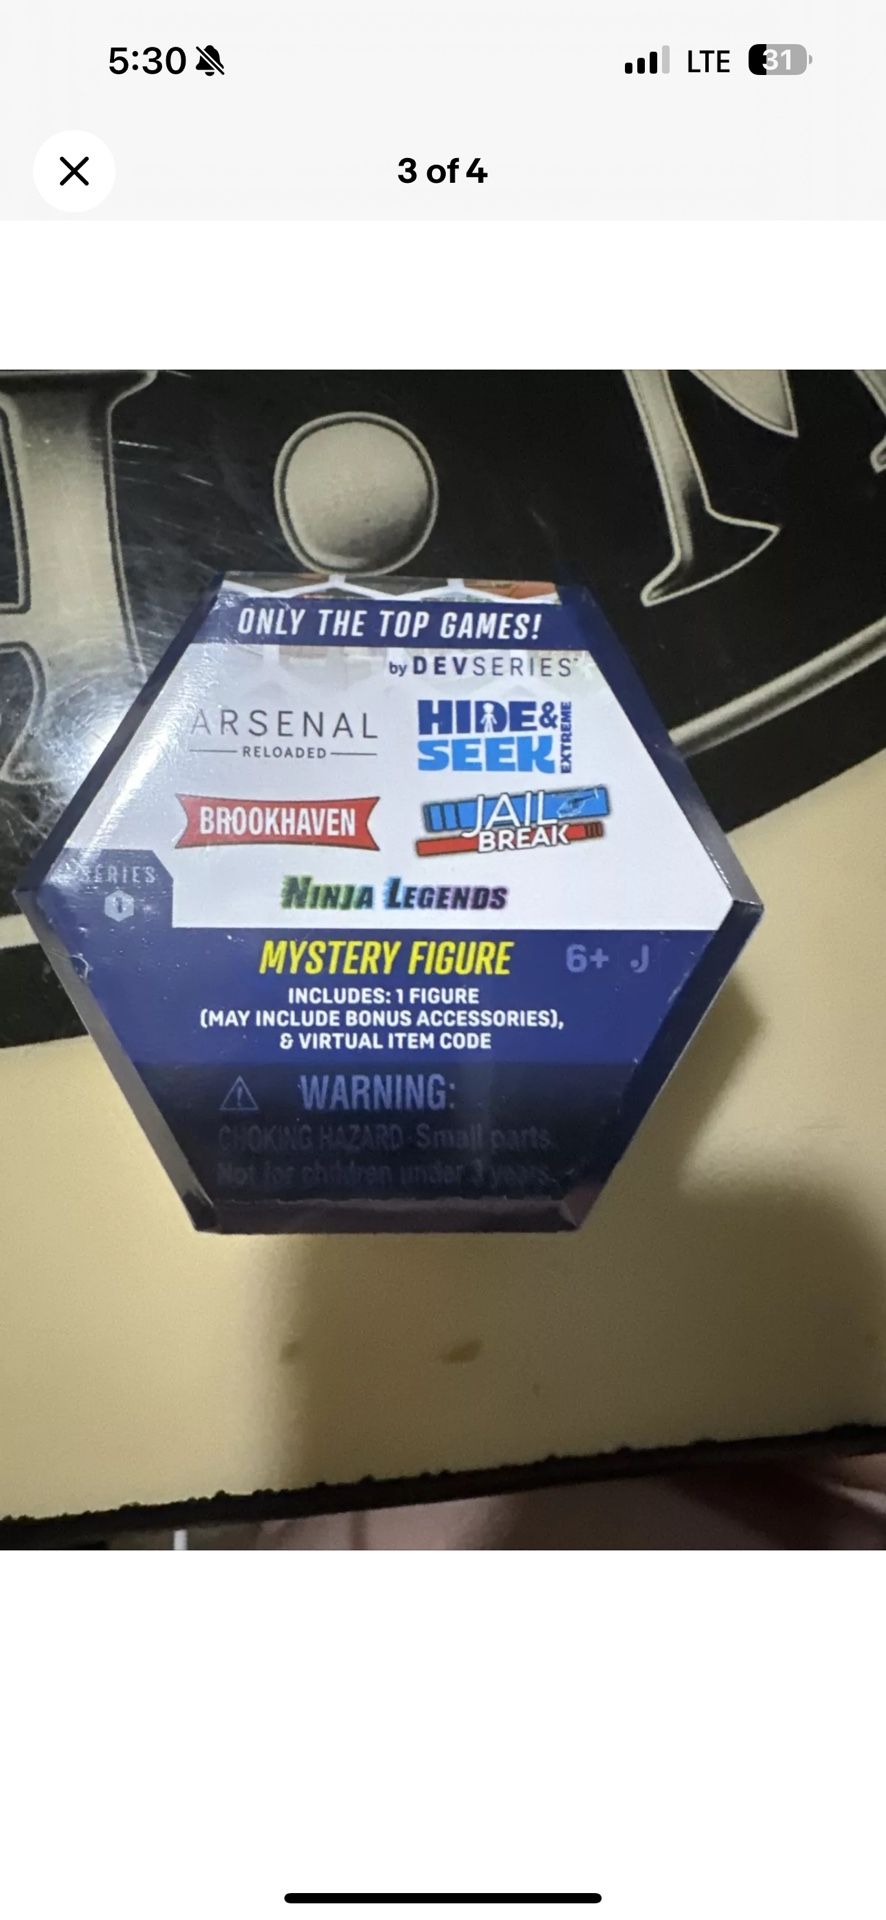 5:30
LTE
31
3 of 4
ONLY THE TOP GAMES!
by DEVSERIES
ARSENAL
RELOADED
HIDE&
SEEK
EXTREME
BROOKHAVEN
JAIL
BREAK
SERIES
1
NINJA LEGENDS
MYSTERY FIGURE
6+ J
INCLUDES: 1 FIGURE
(MAY INCLUDE BONUS ACCESSORIES),
& VIRTUAL ITEM CODE
WARNING:
CHOKING HAZARD-Small parts.
Not for children under 3 years.